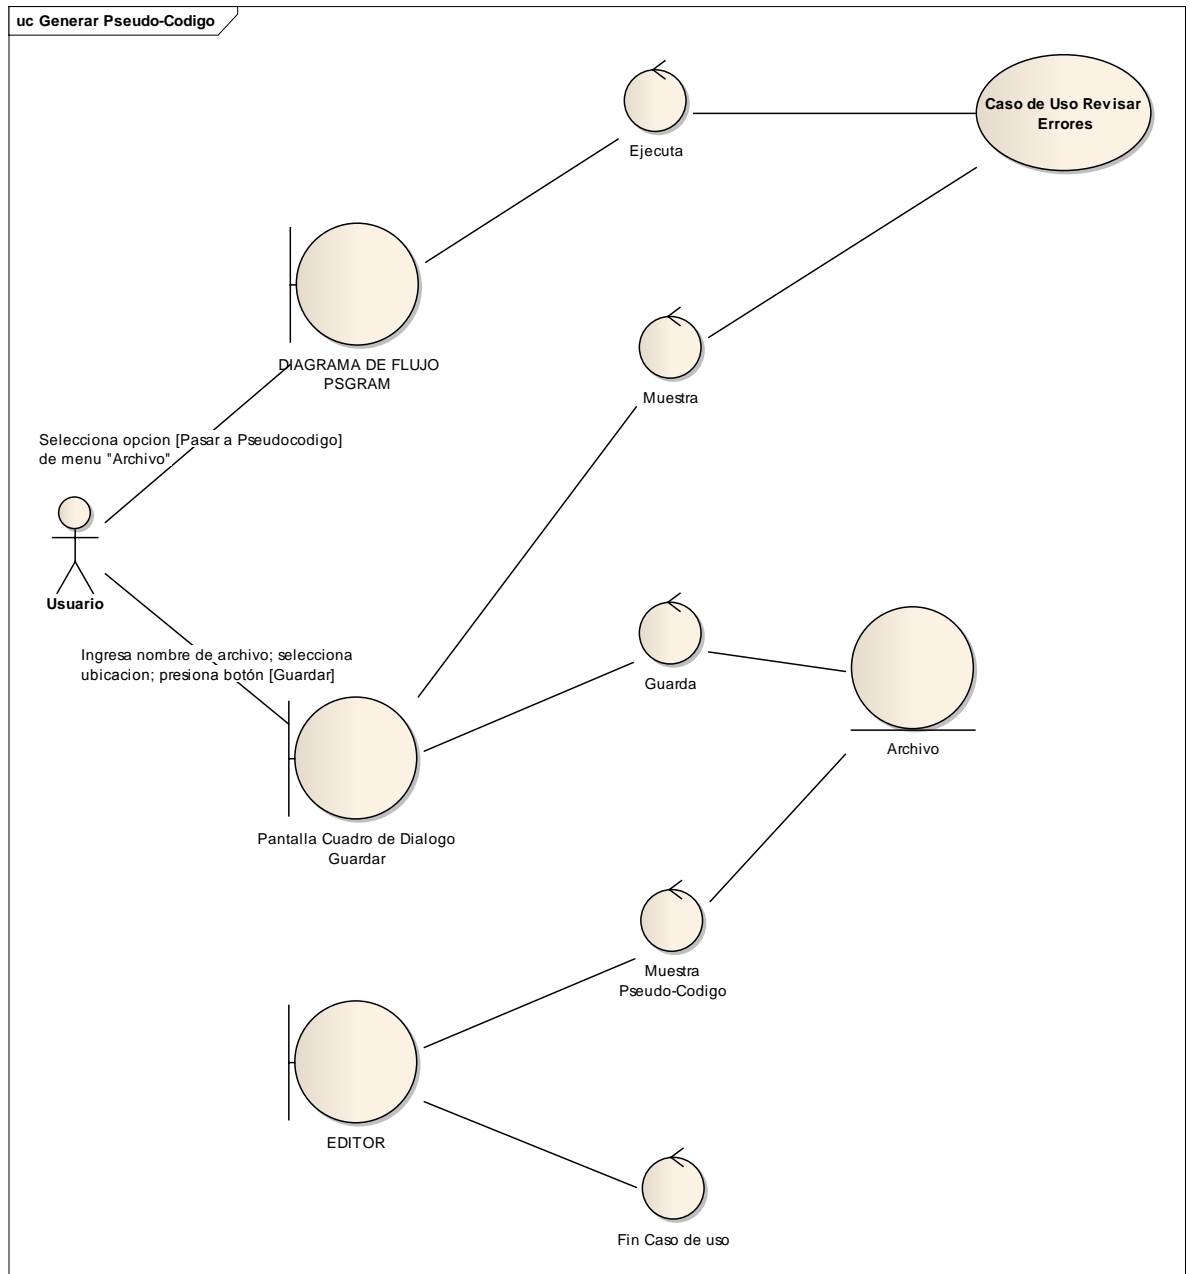 uc Generar Pseudo-Codigo
Caso de Uso Revisar
Errores
Ejecuta
DIAGRAMA DE FLUJO
PSGRAM
Muestra
Selecciona opcion [Pasar a Pseudocodigo]
de menu "Archivo"
Usuario
Ingresa nombre de archivo; selecciona
ubicacion; presiona botón [Guardar]
Guarda
Archivo
Pantalla Cuadro de Dialogo
Guardar
Muestra
Pseudo-Codigo
EDITOR
Fin Caso de uso